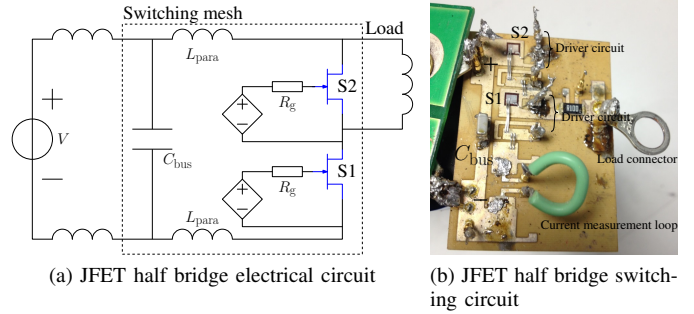 Switching mesh
Load
L_para
S2
R_g
V
C_bus
S1
R_g
L_para
(a) JFET half bridge electrical circuit
S2
Driver circuit
S1
Driver circuit
C_bus
Load connector
Current measurement loop
(b) JFET half bridge switch-
ing circuit